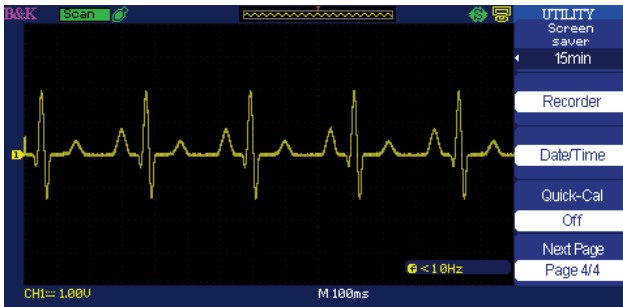 B&K Scan UTILITY
Screen
saver
15min
Recorder
Date/Time
1
Quick-Cal
Off
Next Page
Page 4/4
G<10Hz
CH1 1.00V M 100ms